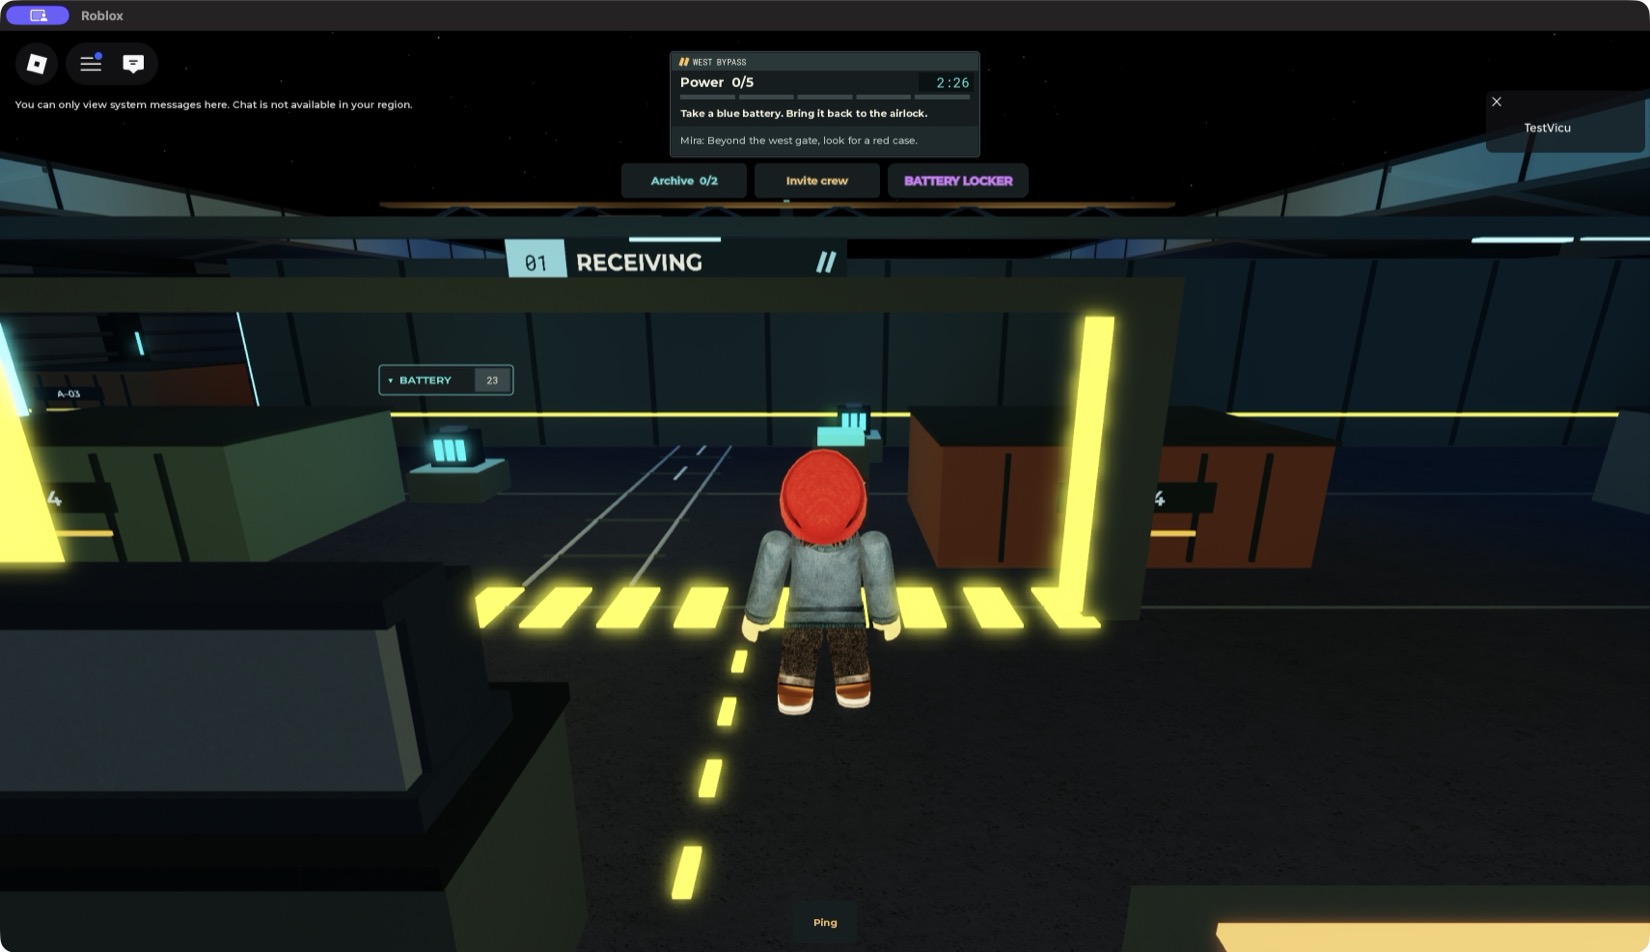 Roblox
WEST BYPASS
Power 0/5
2:26
Take a blue battery. Bring it back to the airlock.
Mira: Beyond the west gate, look for a red case.
You can only view system messages here. Chat is not available in your region.
TestVicu
Archive 0/2
Invite crew
BATTERY LOCKER
01 RECEIVING //
▾ BATTERY 23
A-03
4
4
Ping